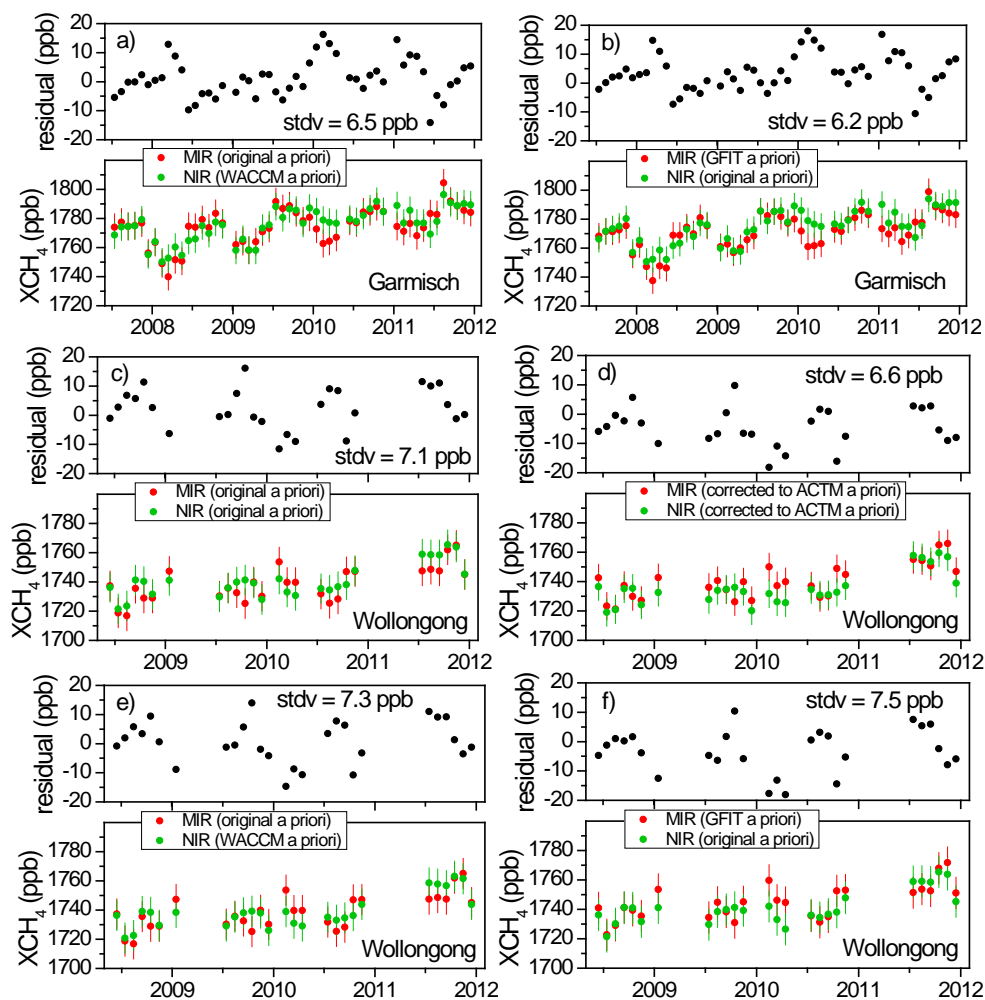 a)
residual (ppb)
20
10
0
-10
-20
stdv = 6.5 ppb
MIR (original a priori)
NIR (WACCM a priori)
XCH4 (ppb)
1800
1780
1760
1740
1720
Garmisch
2008 2009 2010 2011 2012
b)
residual (ppb)
20
10
0
-10
-20
stdv = 6.2 ppb
MIR (GFIT a priori)
NIR (original a priori)
XCH4 (ppb)
1800
1780
1760
1740
1720
Garmisch
2008 2009 2010 2011 2012
c)
residual (ppb)
20
10
0
-10
-20
stdv = 7.1 ppb
MIR (original a priori)
NIR (original a priori)
XCH4 (ppb)
1780
1760
1740
1720
1700
Wollongong
2009 2010 2011 2012
d)
residual (ppb)
20
10
0
-10
-20
stdv = 6.6 ppb
MIR (corrected to ACTM a priori)
NIR (corrected to ACTM a priori)
XCH4 (ppb)
1780
1760
1740
1720
1700
Wollongong
2009 2010 2011 2012
e)
residual (ppb)
20
10
0
-10
-20
stdv = 7.3 ppb
MIR (original a priori)
NIR (WACCM a priori)
XCH4 (ppb)
1780
1760
1740
1720
1700
Wollongong
2009 2010 2011 2012
f)
residual (ppb)
20
10
0
-10
-20
stdv = 7.5 ppb
MIR (GFIT a priori)
NIR (original a priori)
XCH4 (ppb)
1780
1760
1740
1720
1700
Wollongong
2009 2010 2011 2012